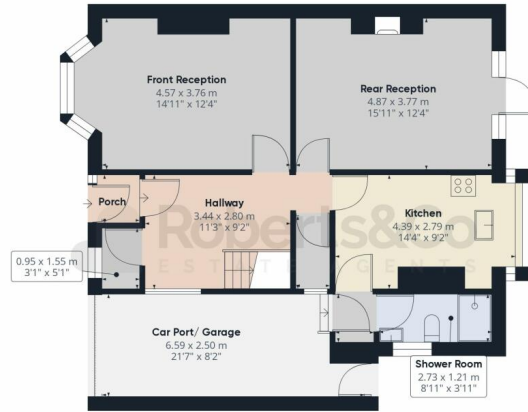 Front Reception
4.57 x 3.76 m
14'11" x 12'4"
Rear Reception
4.87 x 3.77 m
15'11" x 12'4"
Porch
Hallway
3.44 x 2.80 m
11'3" x 9'2"
Kitchen
4.39 x 2.79 m
14'4" x 9'2"
Roberts&Co
ESTATE AGENTS
0.95 x 1.55 m
3'1" x 5'1"
Car Port/ Garage
6.59 x 2.50 m
21'7" x 8'2"
Shower Room
2.73 x 1.21 m
8'11" x 3'11"